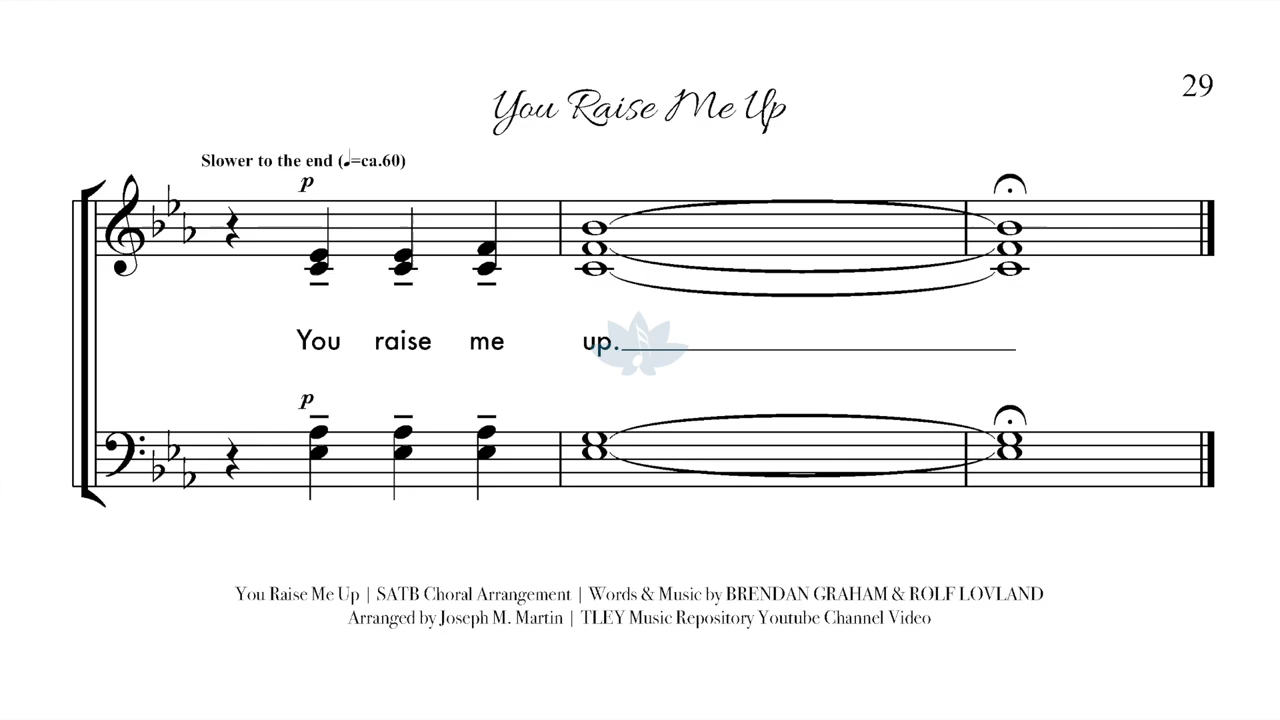 29
You Raise Me Up
Slower to the end (♩=ca.60)
p
You raise me up.
p
You Raise Me Up | SATB Choral Arrangement | Words & Music by BRENDAN GRAHAM & ROLF LOVLAND
Arranged by Joseph M. Martin | TLEY Music Repository Youtube Channel Video